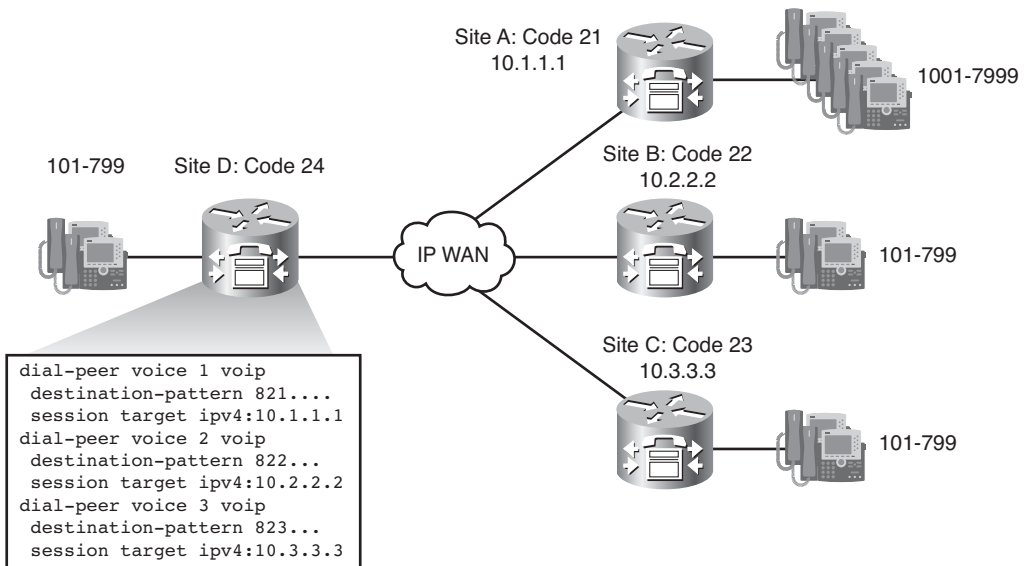 Site A: Code 21
10.1.1.1
1001-7999
101-799
Site D: Code 24
Site B: Code 22
10.2.2.2
IP WAN
101-799
Site C: Code 23
10.3.3.3
101-799
dial-peer voice 1 voip
destination-pattern 821....
session target ipv4:10.1.1.1
dial-peer voice 2 voip
destination-pattern 822...
session target ipv4:10.2.2.2
dial-peer voice 3 voip
destination-pattern 823...
session target ipv4:10.3.3.3